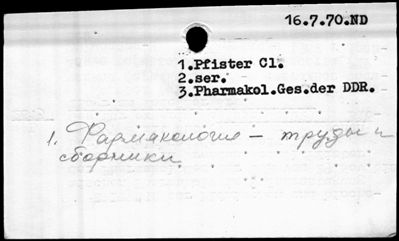 16.7.70.ND
1.Pfister Cl.
2.ser.
3.Pharmakol.Ges.der DDR.
1. Фармакология – труды и
сборники